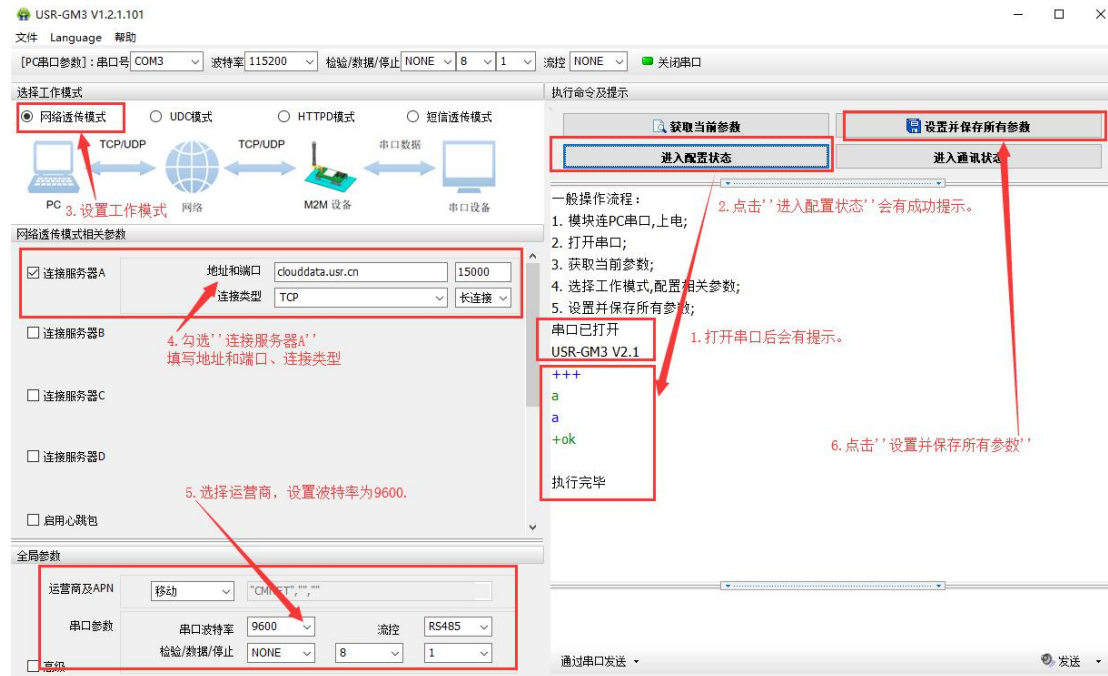 USR-GM3 V1.2.1.101
文件 Language 帮助
[PC串口参数]:串口号 COM3 波特率 115200 检验/数据/停止 NONE 8 1 流控 NONE 关闭串口
选择工作模式
网络透传模式 UDC模式 HTTPD模式 短信透传模式
TCP/UDP TCP/UDP 串口数据
PC 网络 M2M 设备 串口设备
3.设置工作模式
网络透传模式相关参数
连接服务器A 地址和端口 clouddata.usr.cn 15000
连接类型 TCP 长连接
连接服务器B
4.勾选''连接服务器A''
填写地址和端口、连接类型
连接服务器C
连接服务器D
5.选择运营商，设置波特率为9600.
启用心跳包
全局参数
运营商及APN 移动
串口参数 串口波特率 9600 流控 RS485
检验/数据/停止 NONE 8 1
高级
执行命令及提示
获取当前参数 设置并保存所有参数
进入配置状态 进入通讯状态
一般操作流程：
1. 模块连PC串口,上电;
2. 打开串口;
3. 获取当前参数;
4. 选择工作模式,配置相关参数;
5. 设置并保存所有参数;
串口已打开
USR-GM3 V2.1
+++
a
a
+ok
执行完毕
2.点击''进入配置状态''会有成功提示。
1.打开串口后会有提示。
6.点击''设置并保存所有参数''
通过串口发送 发送